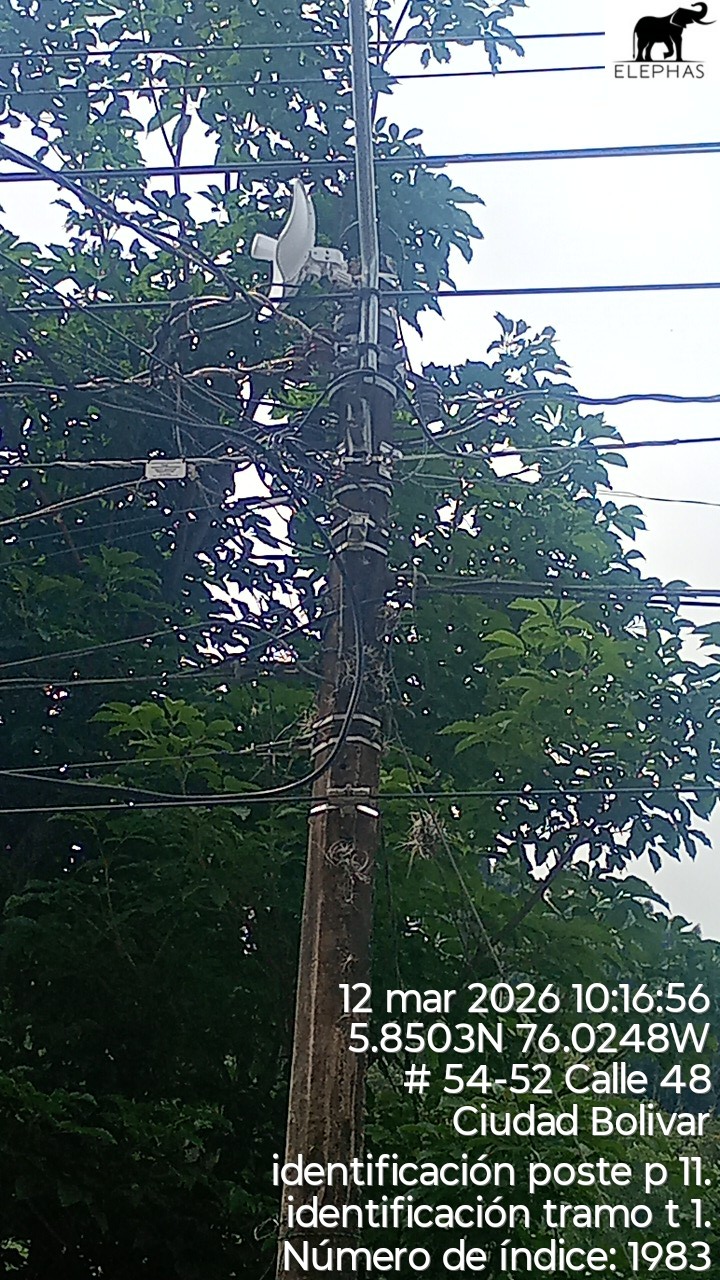 ELEPHAS
12 mar 2026 10:16:56
5.8503N 76.0248W
# 54-52 Calle 48
Ciudad Bolivar
identificación poste p 11.
identificación tramo t 1.
Número de índice: 1983